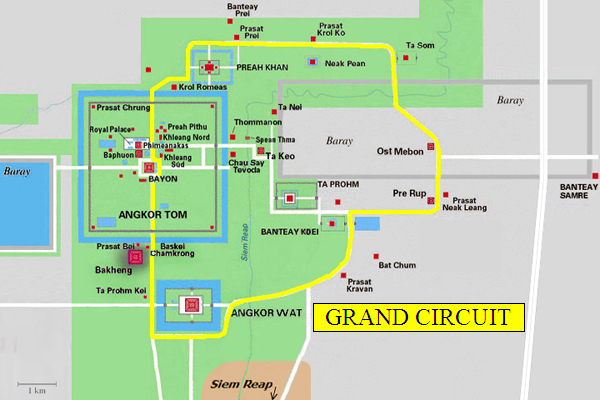 Banteay
Prei
Prasat
Prei
Prasat
Krol Ko
Ta Som
PREAH KHAN
Neak Pean
Krol Romeas
Prasat Chrung
Ta Nei
Baray
Royal Palace
Preah Pithu
Thommanon
Phimeanakas
Khleang Nord
Spean Thma
Baray
Ost Mebon
Baphuon
Khleang
Süd
Ta Keo
Chau Say
Tevoda
Baray
BAYON
TA PROHM
Pre Rup
BANTEAY
SAMRE
Prasat
Neak Leang
ANGKOR TOM
BANTEAY KDEI
Siem Reap
Prasat Bei
Baskei
Chamkrong
Bakheng
Bat Chum
Prasat
Kravan
Ta Prohm Kei
ANGKOR WAT
GRAND CIRCUIT
1 km
Siem Reap